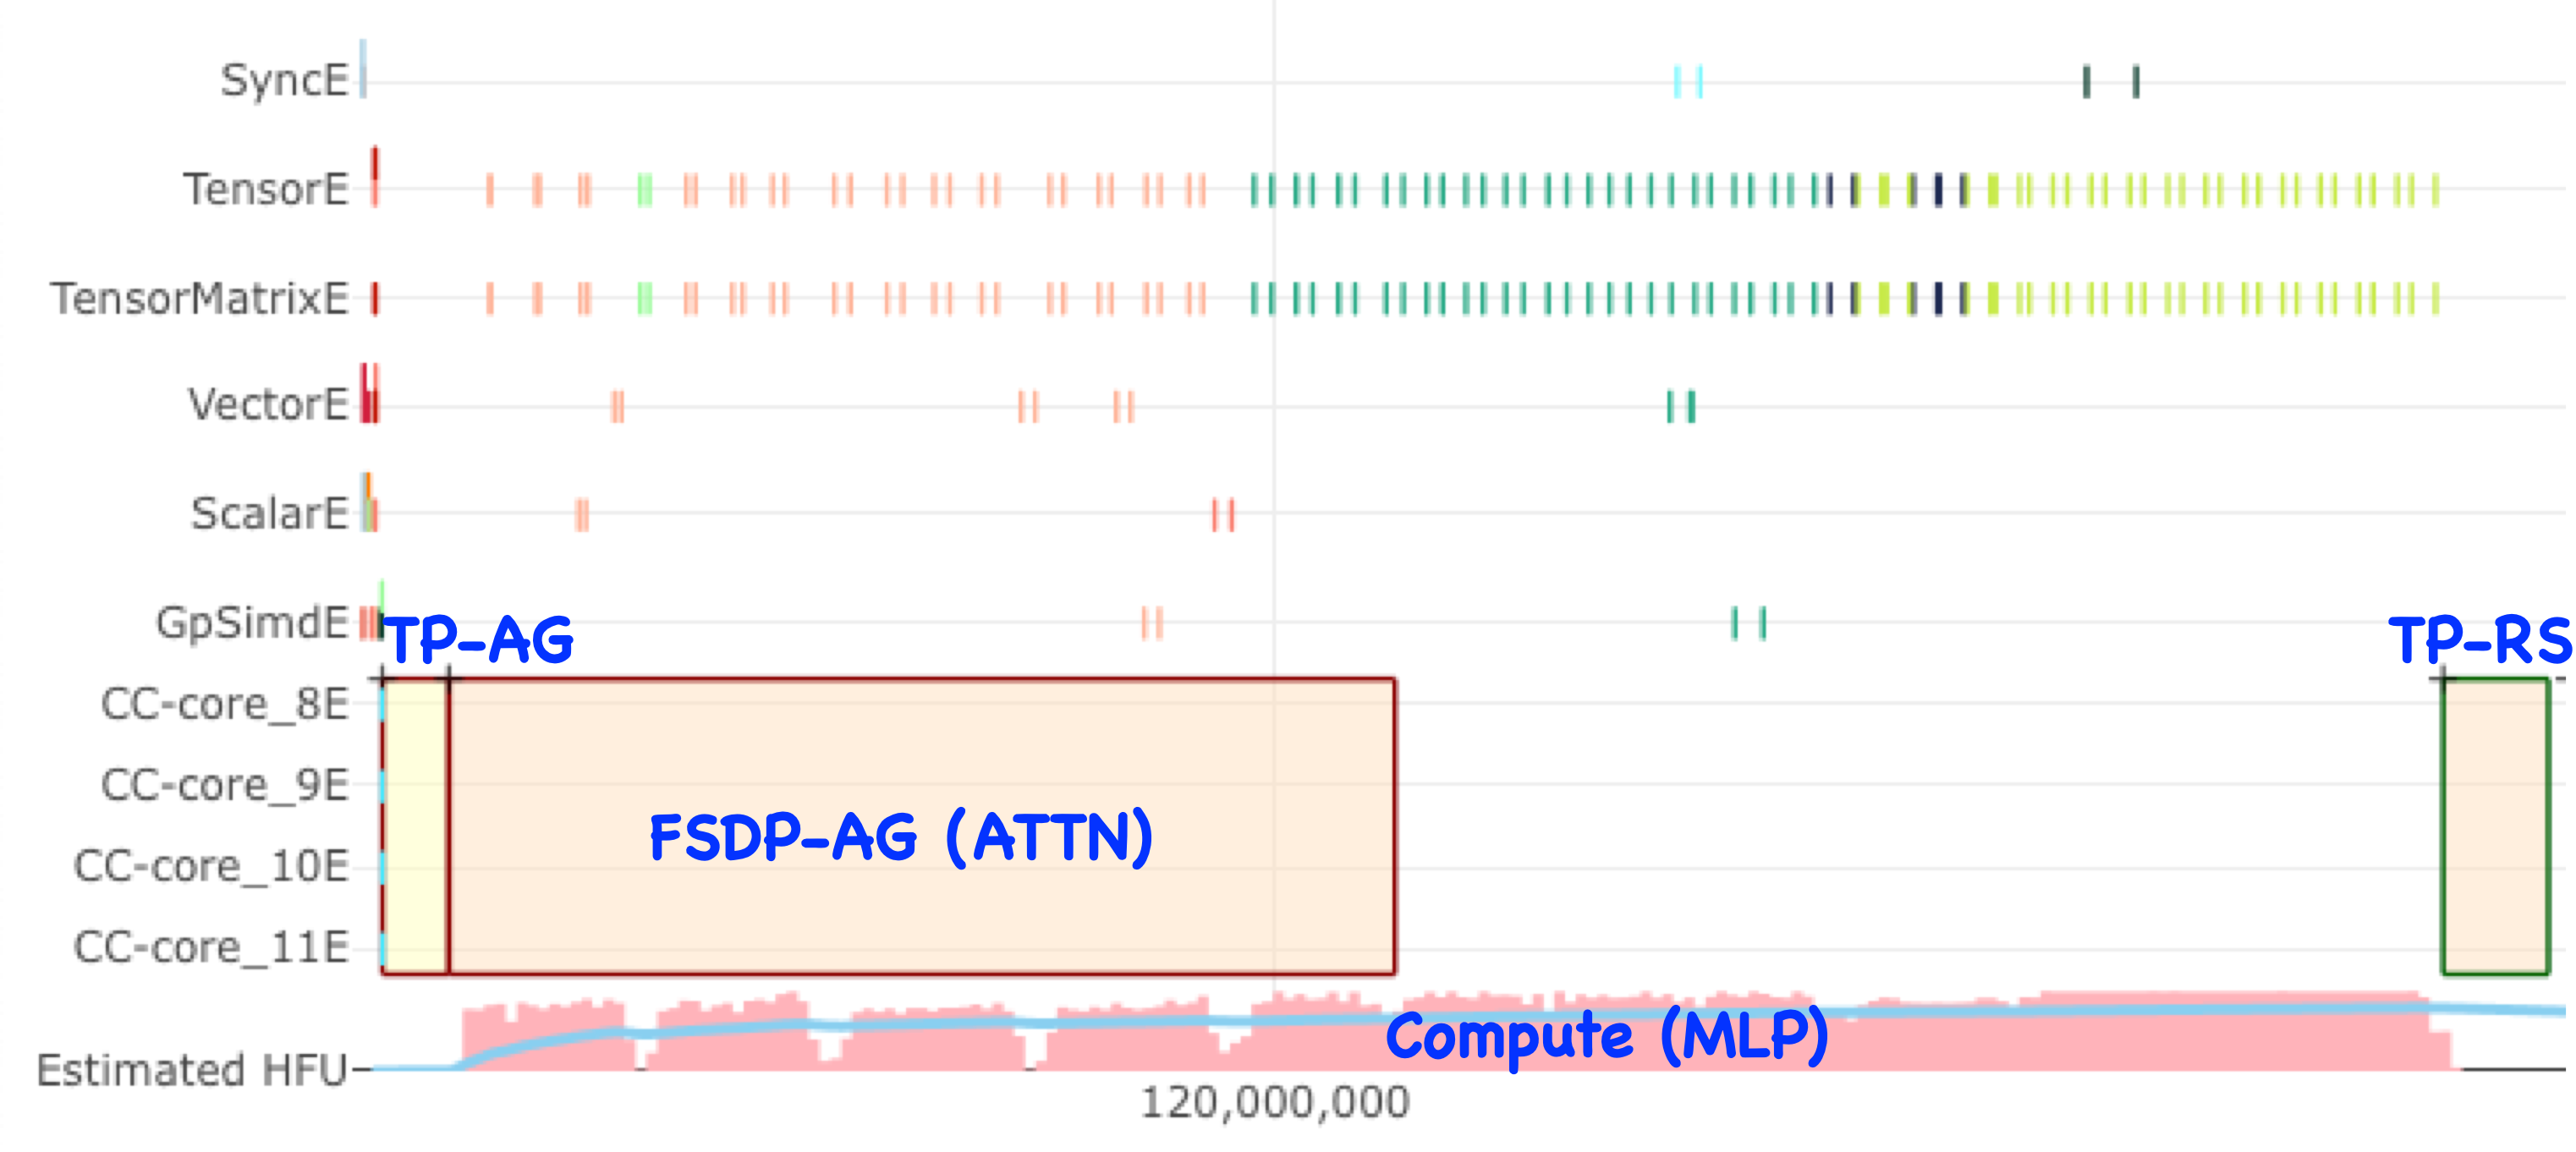 SyncE
TensorE
TensorMatrixE
VectorE
ScalarE
GpSimdE
TP-AG
TP-RS
CC-core_8E
CC-core_9E
FSDP-AG (ATTN)
CC-core_10E
CC-core_11E
Compute (MLP)
Estimated HFU
120,000,000